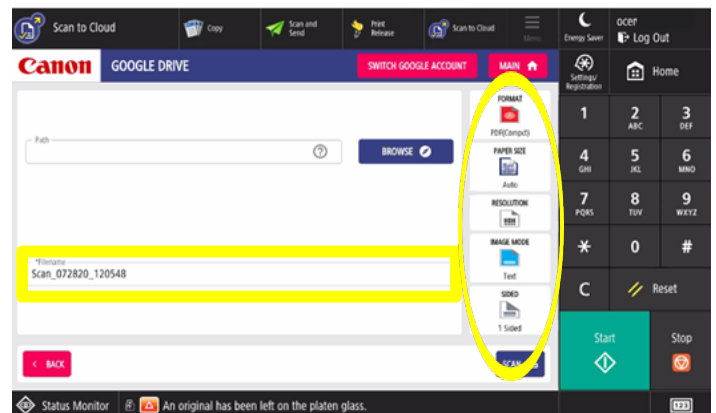 Scan to Cloud
Copy
Scan and Send
Print Release
Scan to Cloud
Menu
Energy Saver
ocer
Log Out
Canon
GOOGLE DRIVE
SWITCH GOOGLE ACCOUNT
MAIN
Settings/
Registration
Home
Path
BROWSE
*Filename
Scan_072820_120548
FORMAT
PDF(Compct)
PAPER SIZE
Auto
RESOLUTION
IMAGE MODE
Text
SIDED
1 Sided
BACK
SCAN
1
2 ABC
3 DEF
4 GHI
5 JKL
6 MNO
7 PQRS
8 TUV
9 WXYZ
* 0 #
C
Reset
Start
Stop
Status Monitor
An original has been left on the platen glass.
123